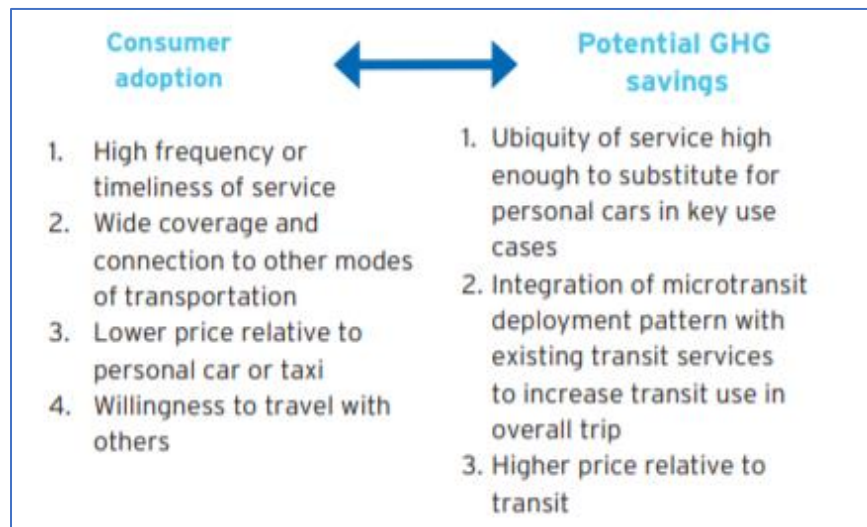 Consumer
adoption
1. High frequency or
timeliness of service
2. Wide coverage and
connection to other modes
of transportation
3. Lower price relative to
personal car or taxi
4. Willingness to travel with
others
Potential GHG
savings
1. Ubiquity of service high
enough to substitute for
personal cars in key use
cases
2. Integration of microtransit
deployment pattern with
existing transit services
to increase transit use in
overall trip
3. Higher price relative to
transit